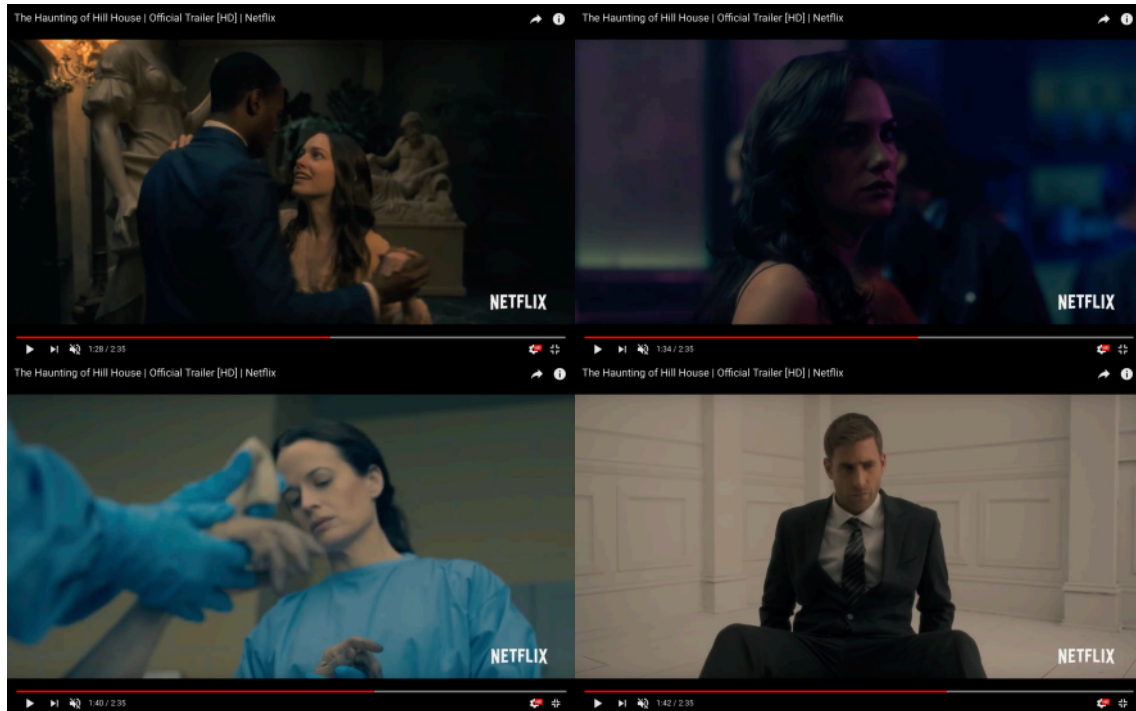 The Haunting of Hill House | Official Trailer [HD] | Netflix
NETFLIX
1:28 / 2:35
The Haunting of Hill House | Official Trailer [HD] | Netflix
NETFLIX
1:34 / 2:35
The Haunting of Hill House | Official Trailer [HD] | Netflix
NETFLIX
1:40 / 2:35
The Haunting of Hill House | Official Trailer [HD] | Netflix
NETFLIX
1:42 / 2:35